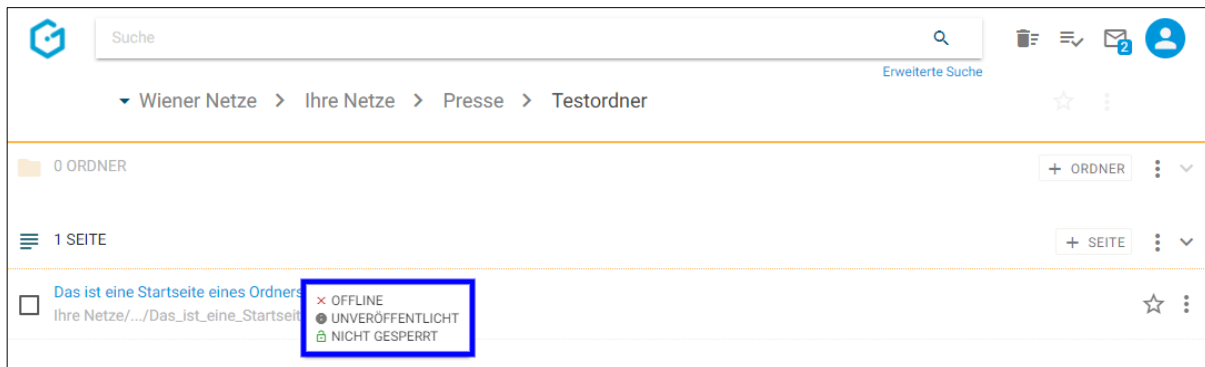 Suche
2
Erweiterte Suche
Wiener Netze > Ihre Netze > Presse > Testordner
0 ORDNER
+ ORDNER
1 SEITE
+ SEITE
Das ist eine Startseite eines Ordners
Ihre Netze/.../Das_ist_eine_Startseit
OFFLINE
UNVERÖFFENTLICHT
NICHT GESPERRT